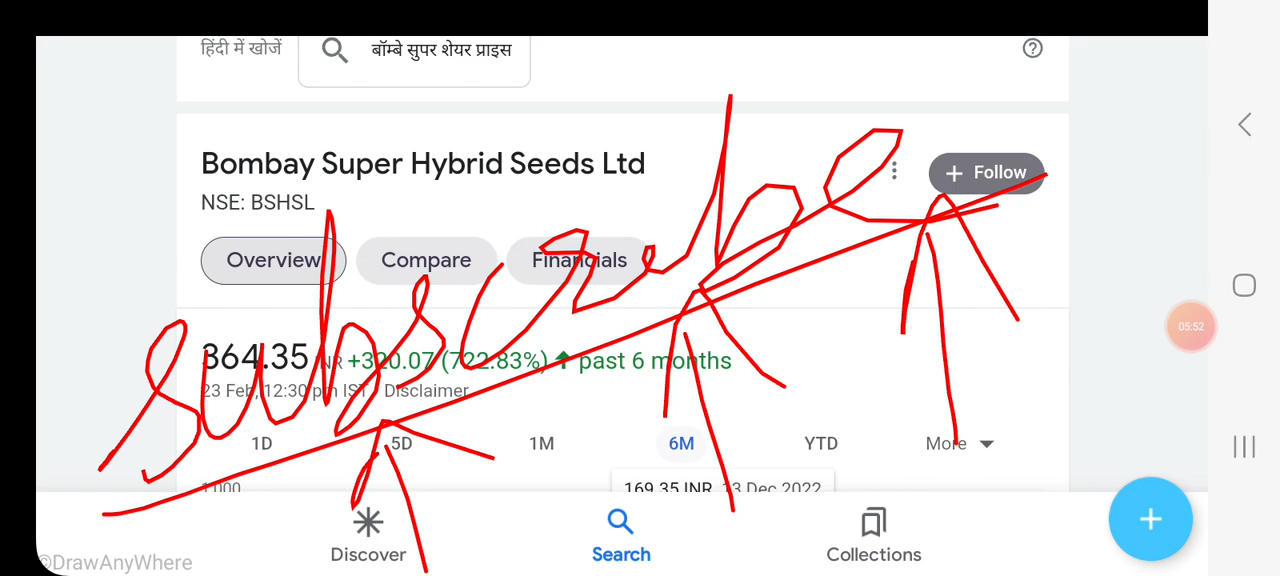 हिंदी में खोजें
बॉम्बे सुपर शेयर प्राइस
Bombay Super Hybrid Seeds Ltd
+ Follow
NSE: BSHSL
Overview Compare Financials
Subscribe
364.35 INR +320.07 (722.83%) past 6 months
23 Feb, 12:30 pm IST Disclaimer
05:52
1D 5D 1M 6M YTD More
1,000
169.35 INR 13 Dec 2022
Discover Search Collections
©DrawAnyWhere